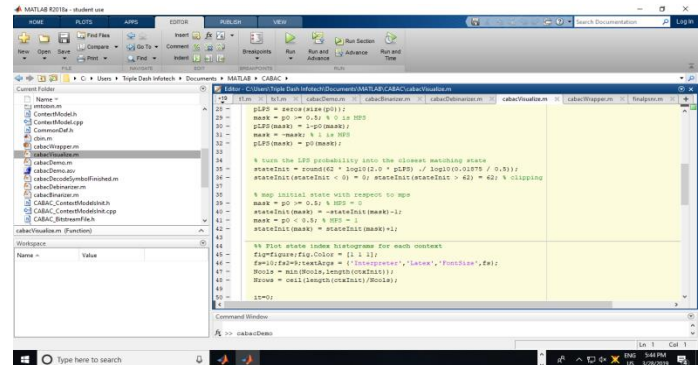 MATLAB R2018a - student use
HOME PLOTS APPS EDITOR PUBLISH VIEW
Search Documentation Log In
New Open Save Find Files Compare Print Go To Find Insert Comment Indent Breakpoints Run Run and Advance Run Section Advance Run and Time
FILE NAVIGATE EDIT BREAKPOINTS RUN
C: Users Triple Dash Infotech Documents MATLAB CABAC
Current Folder
Name
ContextModel.h
ContextModel.cpp
CommonDef.h
cbin.m
cabacWrapper.m
cabacVisualize.m
cabacDemo.m
cabacDemo.asv
cabacDecodeSymbolFinished.m
cabacDebinarizer.m
cabacBinarizer.m
CABAC_ContextModelsInit.h
CABAC_ContextModelsInit.cpp
CABAC_BitstreamFile.h
cabacVisualize.m (Function)
Workspace
Name Value
Editor - C:\Users\Triple Dash Infotech\Documents\MATLAB\CABAC\cabacVisualize.m
t1.m tc1.m cabacDemo.m cabacBinarizer.m cabacDebinarizer.m cabacVisualize.m cabacWrapper.m Finalpsnr.m
28 - pLPS = zeros(size(p0));
29 - mask = p0 >= 0.5; % 0 is MPS
30 - pLPS(mask) = 1-p0(mask);
31 - mask = ~mask; % 1 is MPS
32 - pLPS(mask) = p0(mask);
33
34 % turn the LPS probability into the closest matching state
35 - stateInit = round(62 * log10(2.0 * pLPS) ./ log10(0.01875 / 0.5));
36 - stateInit(stateInit < 0) = 0; stateInit(stateInit > 62) = 62; % clipping
37
38 % map initial state with respect to mps
39 - mask = p0 >= 0.5; % MPS = 0
40 - stateInit(mask) = -stateInit(mask)-1;
41 - mask = p0 < 0.5; % MPS = 1
42 - stateInit(mask) = stateInit(mask)+1;
43
44 %% Plot state index histograms for each context
45 - fig=figure;fig.Color = [1 1 1];
46 - fs=10;fs2=9;textArgs = {'Interpreter','Latex','FontSize',fs};
47 - Ncols = min(Ncols,length(ctxInit));
48 - Nrows = ceil(length(ctxInit)/Ncols);
49
50 - it=0;
Command Window
fx >> cabacDemo
Ln 1 Col 1
Type here to search
ENG US 5:44 PM 3/28/2019